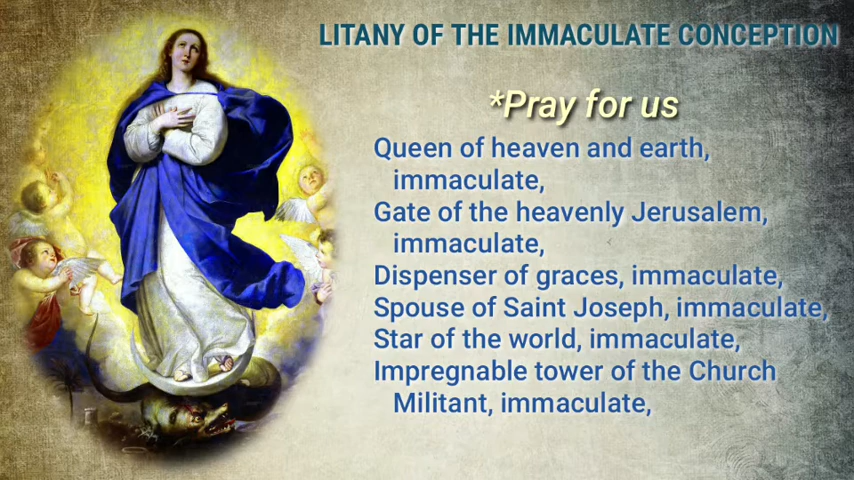 LITANY OF THE IMMACULATE CONCEPTION
*Pray for us
Queen of heaven and earth,
immaculate,
Gate of the heavenly Jerusalem,
immaculate,
Dispenser of graces, immaculate,
Spouse of Saint Joseph, immaculate,
Star of the world, immaculate,
Impregnable tower of the Church
Militant, immaculate,